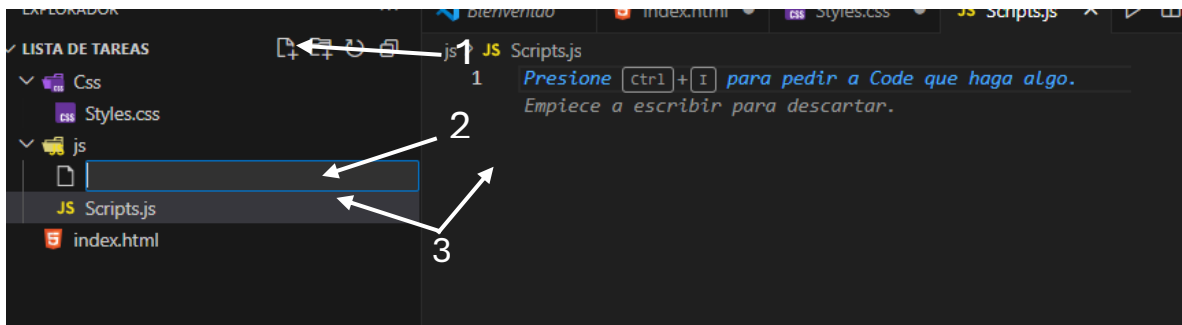 EXPLORADOR
Bienvenido index.html Styles.css JS Scripts.js
LISTA DE TAREAS
1
js > JS Scripts.js
Css
1 Presione Ctrl+I para pedir a Code que haga algo.
css Styles.css
Empiece a escribir para descartar.
2
js
JS Scripts.js
3
index.html